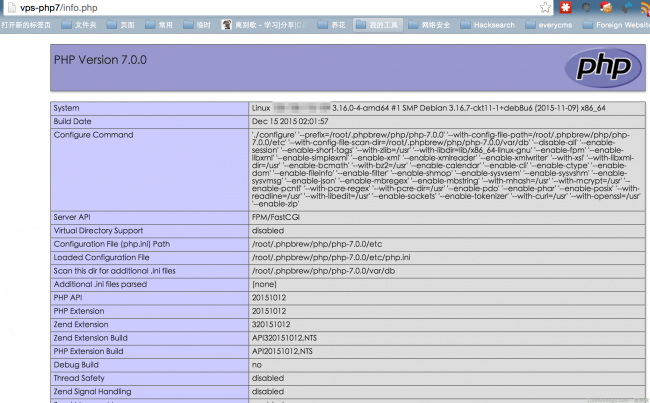 vps-php7/info.php
打开新的标签页 文件夹 页面 常用 临时 离别歌 - 学习|分享|C 养花 我的工具 网络安全 Hacksearch everycms Foreign Website
PHP Version 7.0.0
php
System Linux 3.16.0-4-amd64 #1 SMP Debian 3.16.7-ckt11-1+deb8u6 (2015-11-09) x86_64
Build Date Dec 15 2015 02:01:57
Configure Command './configure' '--prefix=/root/.phpbrew/php/php-7.0.0' '--with-config-file-path=/root/.phpbrew/php/php-
7.0.0/etc' '--with-config-file-scan-dir=/root/.phpbrew/php/php-7.0.0/var/db' '--disable-all' '--enable-
session' '--enable-short-tags' '--with-zlib=/usr' '--with-libdir=lib/x86_64-linux-gnu' '--enable-fpm' '--enable-
libxml' '--enable-simplexml' '--enable-xml' '--enable-xmlreader' '--enable-xmlwriter' '--with-xsl' '--with-libxml-
dir=/usr' '--enable-bcmath' '--with-bz2=/usr' '--enable-calendar' '--enable-cli' '--enable-ctype' '--enable-
dom' '--enable-fileinfo' '--enable-filter' '--enable-shmop' '--enable-sysvsem' '--enable-sysvshm' '--enable-
sysvmsg' '--enable-json' '--enable-mbregex' '--enable-mbstring' '--with-mhash=/usr' '--with-mcrypt=/usr' '--
enable-pcntl' '--with-pcre-regex' '--with-pcre-dir=/usr' '--enable-pdo' '--enable-phar' '--enable-posix' '--with-
readline=/usr' '--with-libedit=/usr' '--enable-sockets' '--enable-tokenizer' '--with-curl=/usr' '--with-openssl=/usr'
'--enable-zip'
Server API FPM/FastCGI
Virtual Directory Support disabled
Configuration File (php.ini) Path /root/.phpbrew/php/php-7.0.0/etc
Loaded Configuration File /root/.phpbrew/php/php-7.0.0/etc/php.ini
Scan this dir for additional .ini files /root/.phpbrew/php/php-7.0.0/var/db
Additional .ini files parsed (none)
PHP API 20151012
PHP Extension 20151012
Zend Extension 320151012
Zend Extension Build API320151012,NTS
PHP Extension Build API20151012,NTS
Debug Build no
Thread Safety disabled
Zend Signal Handling disabled